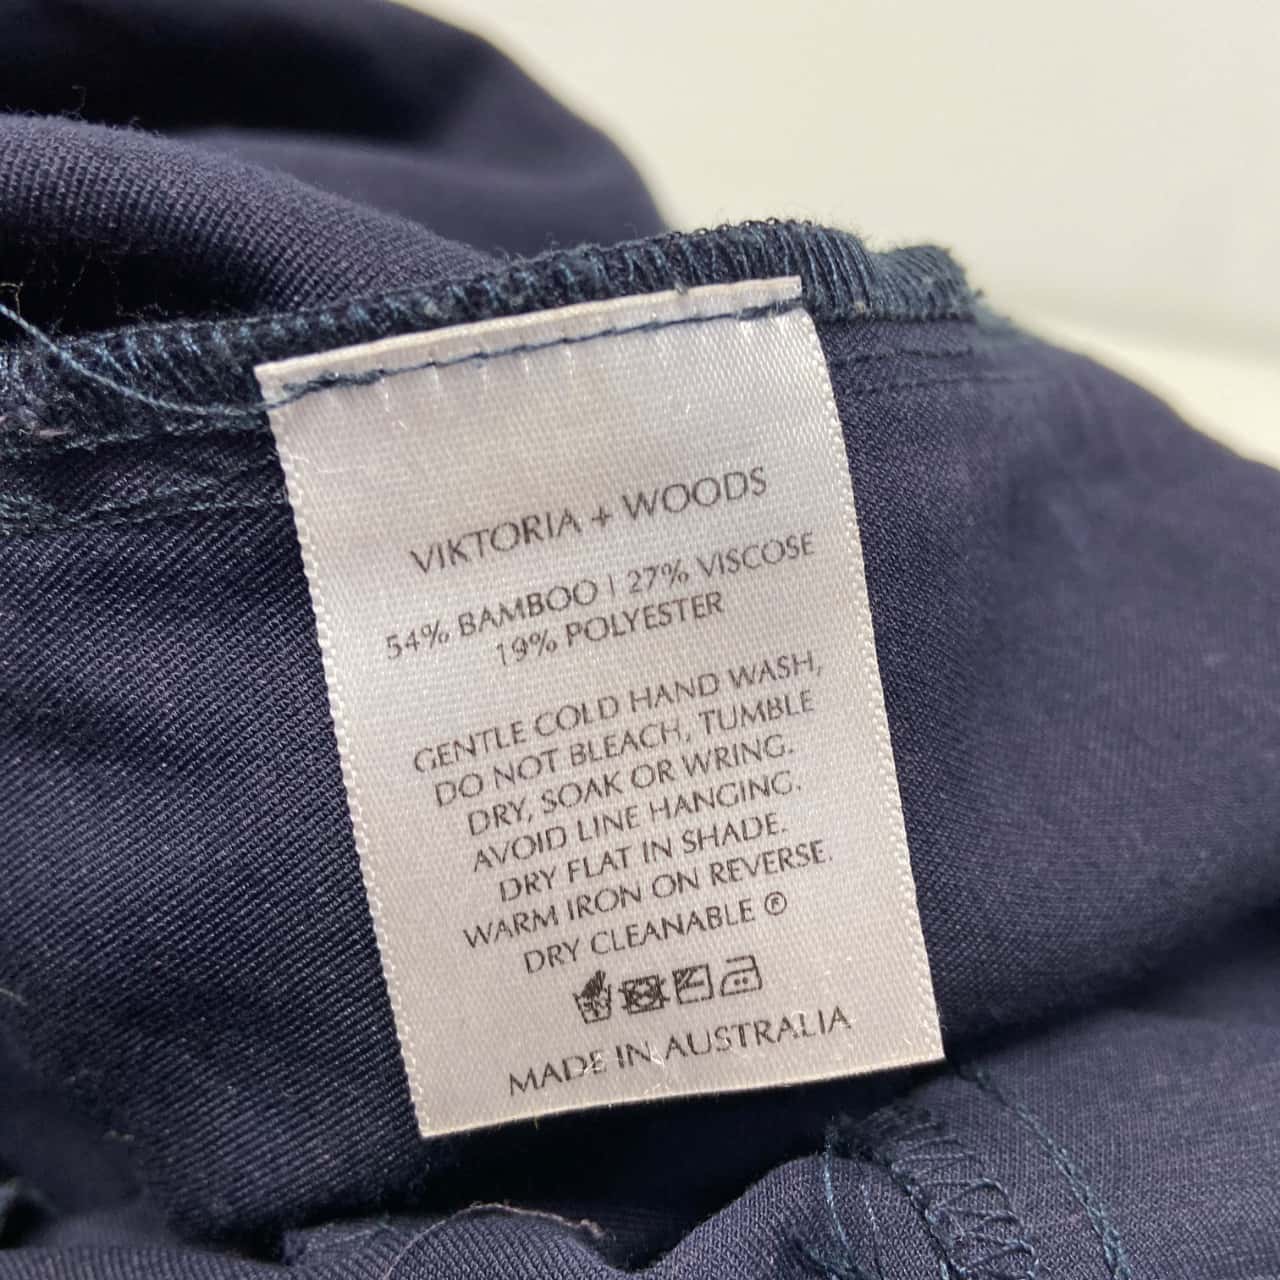 VIKTORIA + WOODS
54% BAMBOO | 27% VISCOSE
19% POLYESTER
GENTLE COLD HAND WASH,
DO NOT BLEACH, TUMBLE
DRY, SOAK OR WRING.
AVOID LINE HANGING.
DRY FLAT IN SHADE.
WARM IRON ON REVERSE.
DRY CLEANABLE Ⓟ
MADE IN AUSTRALIA